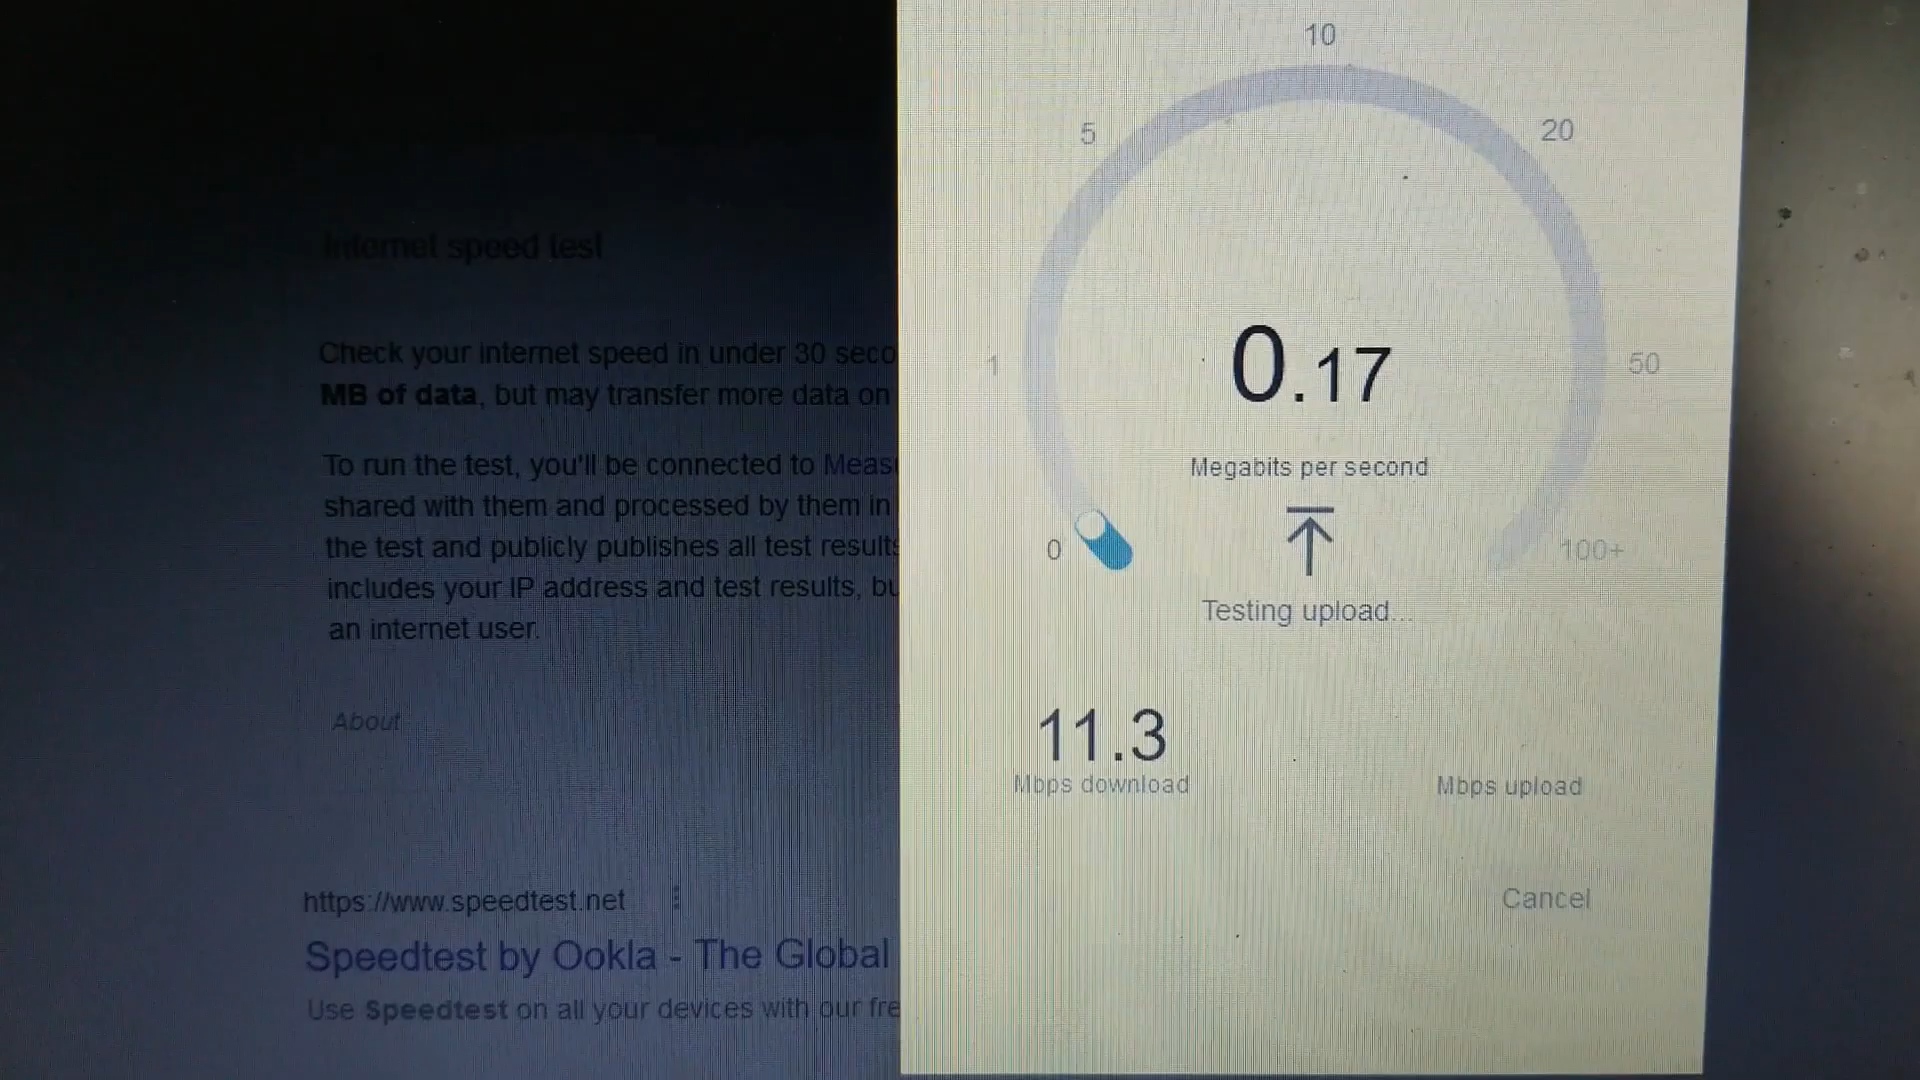 Internet speed test
Check your internet speed in under 30 seco
MB of data, but may transfer more data on
To run the test, you'll be connected to Meas
shared with them and processed by them in
the test and publicly publishes all test results
includes your IP address and test results, bu
an internet user.
About
https://www.speedtest.net
Speedtest by Ookla - The Global
Use Speedtest on all your devices with our fre
10
5
20
1
50
0
100+
0.17
Megabits per second
Testing upload...
11.3
Mbps download
Mbps upload
Cancel